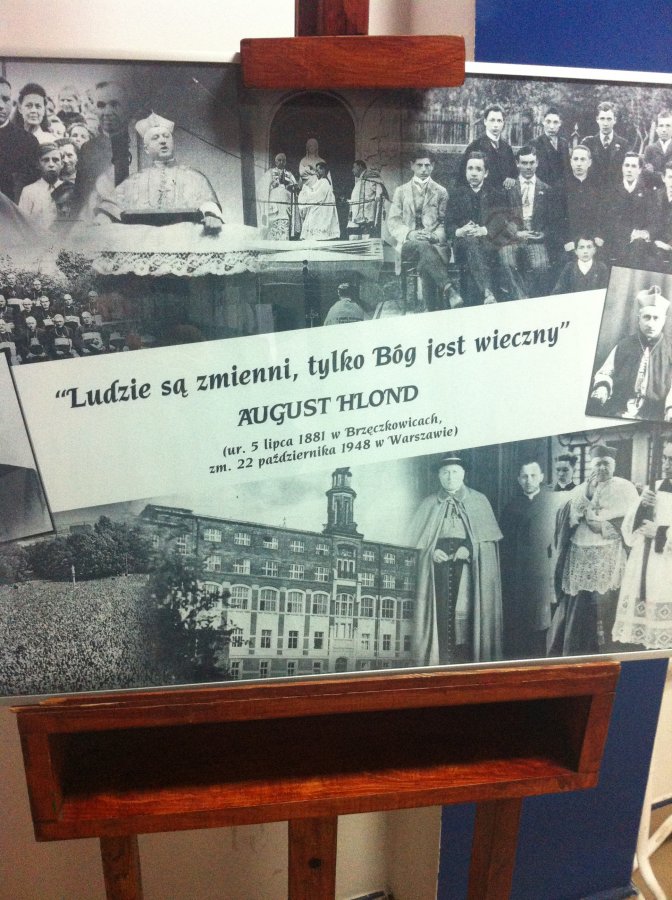 “Ludzie są zmienni, tylko Bóg jest wieczny”
AUGUST HLOND
(ur. 5 lipca 1881 w Brzęczkowicach,
zm. 22 października 1948 w Warszawie)